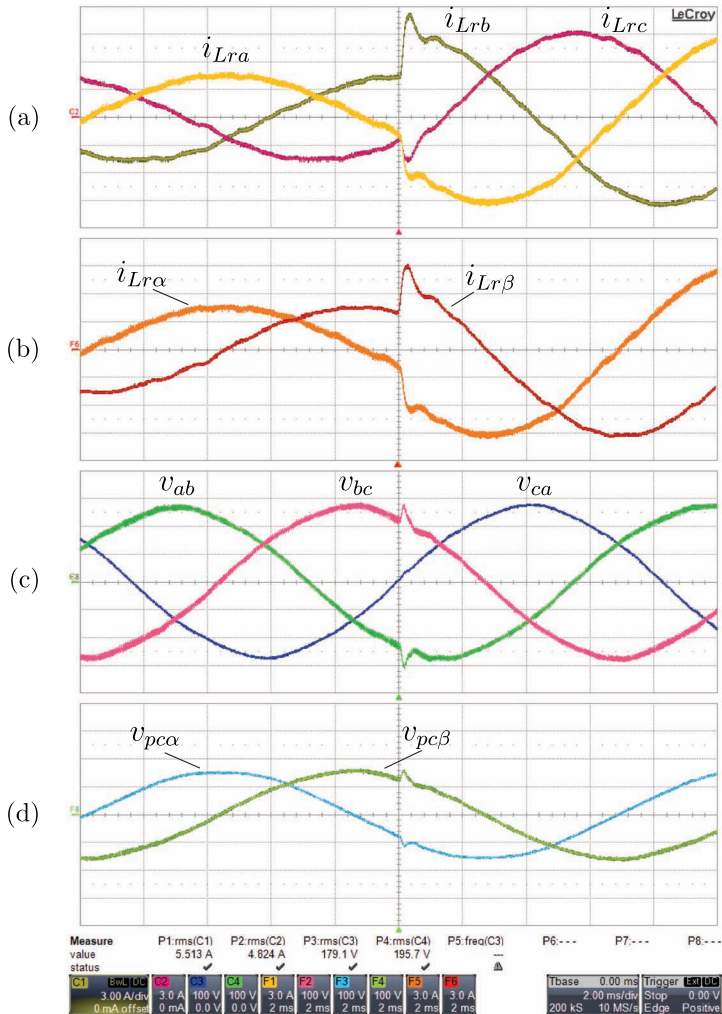 LeCroy
i_{Lra} i_{Lrb} i_{Lrc}
(a)
C2
i_{Lrα} i_{Lrβ}
(b)
F6
v_{ab} v_{bc} v_{ca}
(c)
v_{pcα} v_{pcβ}
(d)
Measure P1:rms(C1) P2:rms(C2) P3:rms(C3) P4:rms(C4) P5:freq(C3) P6:- - - P7:- - - P8:- - -
value 5.513 A 4.824 A 179.1 V 195.7 V ---
status
C1 BwL DC C2 C3 C4 F1 F2 F3 F4 F5 F6 Tbase 0.00 ms Trigger Ext DC
3.00 A/div 3.0 A 100 V 100 V 3.0 A 100 V 100 V 100 V 3.0 A 3.0 A 2.00 ms/div Stop 0.00 V
0 mA offset 0 mA 0.0 V 0.0 V 2 ms 2 ms 2 ms 2 ms 2 ms 2 ms 200 kS 10 MS/s Edge Positive